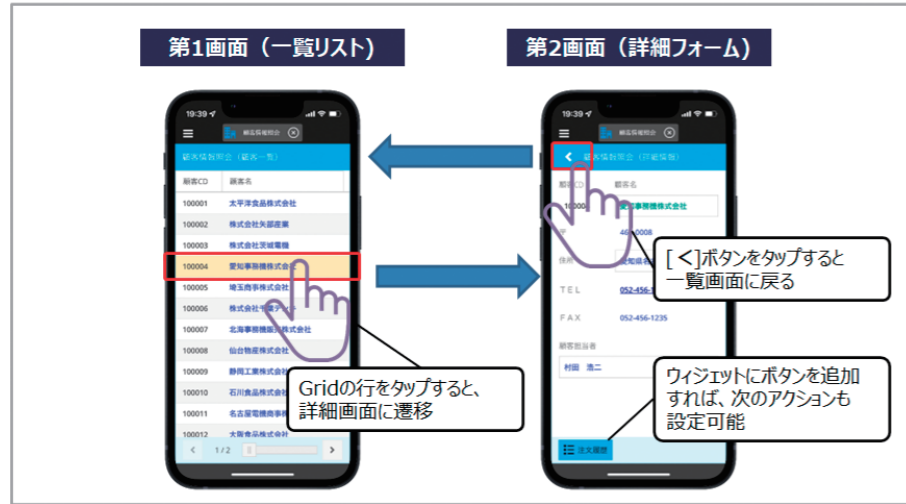 第1画面（一覧リスト)
第2画面（詳細フォーム)
19:39
顧客情報照会
顧客情報照会（顧客一覧）
顧客CD 顧客名
100001 太平洋食品株式会社
100002 株式会社矢部産業
100003 株式会社茨城電機
100004 愛知事務機株式会社
100005 埼玉商事株式会社
100006 株式会社千葉
100007 北海事務機販 株式会社
100008 仙台物産株式会社
100009 静岡工業株式会社
100010 石川食品株式会社
100011 名古屋電機商事
100012 大阪食品株式会社
1/2
Gridの行をタップすると、
詳細画面に遷移
19:39
顧客情報照会
顧客情報照会（詳細情報）
顧客名
愛知事務機株式会社
0008
住所
TEL 052-456-
FAX 052-456-1235
顧客担当者
村田 浩二
注文履歴
[＜]ボタンをタップすると
一覧画面に戻る
ウィジェットにボタンを追加
すれば、次のアクションも
設定可能